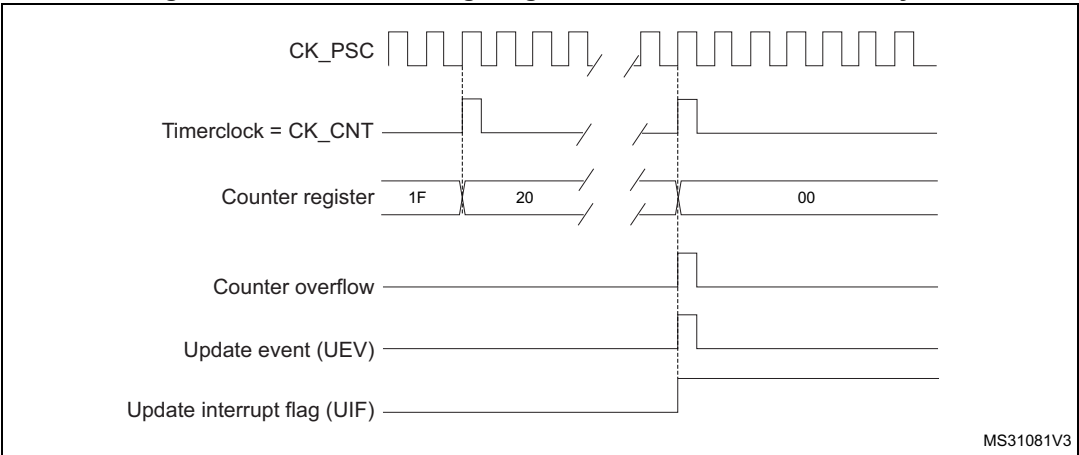 CK_PSC
Timerclock = CK_CNT
Counter register
1F
20
00
Counter overflow
Update event (UEV)
Update interrupt flag (UIF)
MS31081V3